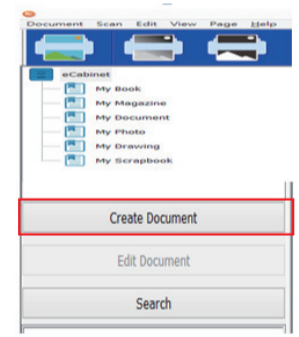 Document Scan Edit View Page Help
eCabinet
My Book
My Magazine
My Document
My Photo
My Drawing
My Scrapbook
Create Document
Edit Document
Search